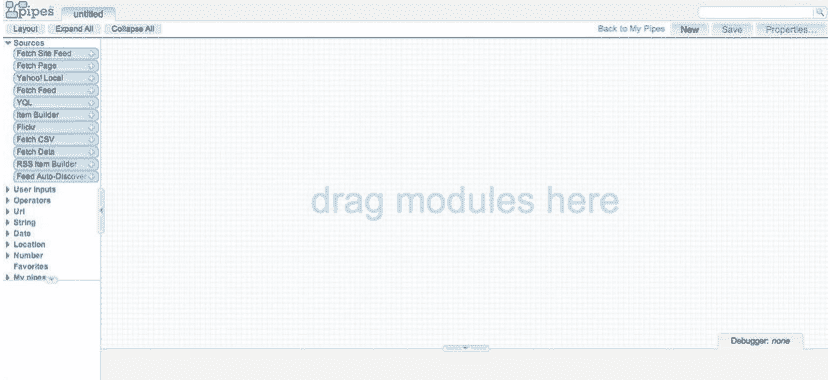 pipes untitled
Layout Expand All Collapse All Back to My Pipes New Save Properties...
Sources
Fetch Site Feed
Fetch Page
Yahoo! Local
Fetch Feed
YQL
Item Builder
Flickr
Fetch CSV
Fetch Data
RSS Item Builder
Feed Auto-Discover
User inputs
Operators
Url
String
Date
Location
Number
Favorites
My pipes
drag modules here
Debugger: none